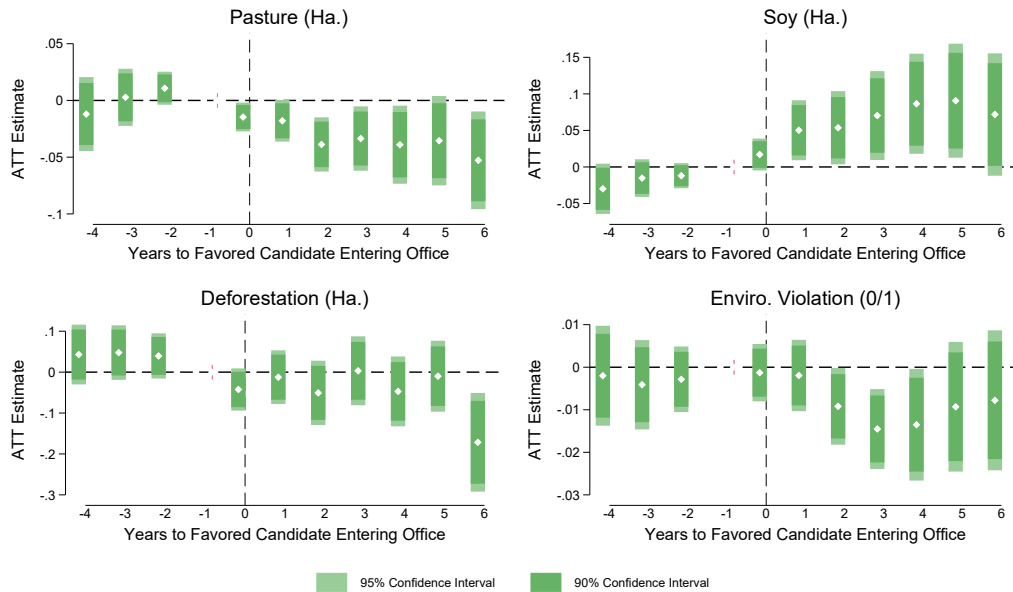 Pasture (Ha.)
.05
0
-.05
-.1
ATT Estimate
-4 -3 -2 -1 0 1 2 3 4 5 6
Years to Favored Candidate Entering Office
Soy (Ha.)
.15
.1
.05
0
-.05
ATT Estimate
-4 -3 -2 -1 0 1 2 3 4 5 6
Years to Favored Candidate Entering Office
Deforestation (Ha.)
.1
0
-.1
-.2
-.3
ATT Estimate
-4 -3 -2 -1 0 1 2 3 4 5 6
Years to Favored Candidate Entering Office
Enviro. Violation (0/1)
.01
0
-.01
-.02
-.03
ATT Estimate
-4 -3 -2 -1 0 1 2 3 4 5 6
Years to Favored Candidate Entering Office
95% Confidence Interval
90% Confidence Interval